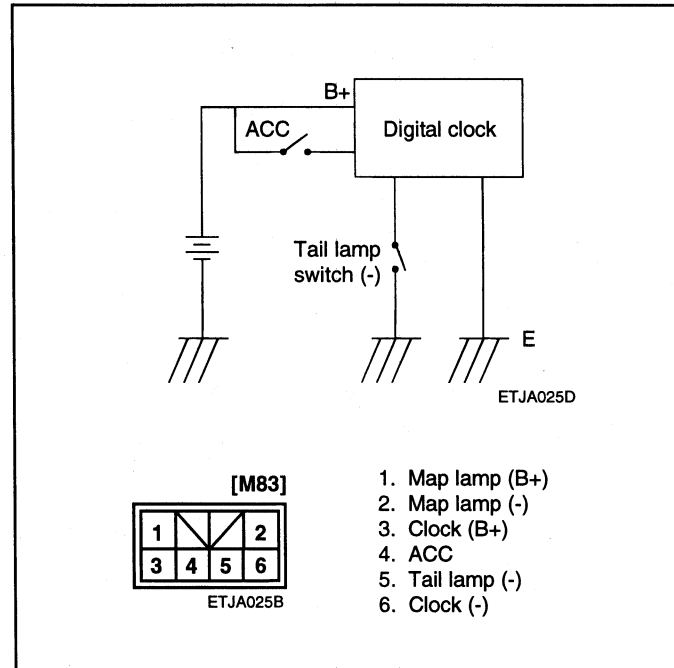 B+
ACC
Digital clock
Tail lamp
switch (-)
E
ETJA025D
[M83]
1 2
3 4 5 6
ETJA025B
1. Map lamp (B+)
2. Map lamp (-)
3. Clock (B+)
4. ACC
5. Tail lamp (-)
6. Clock (-)